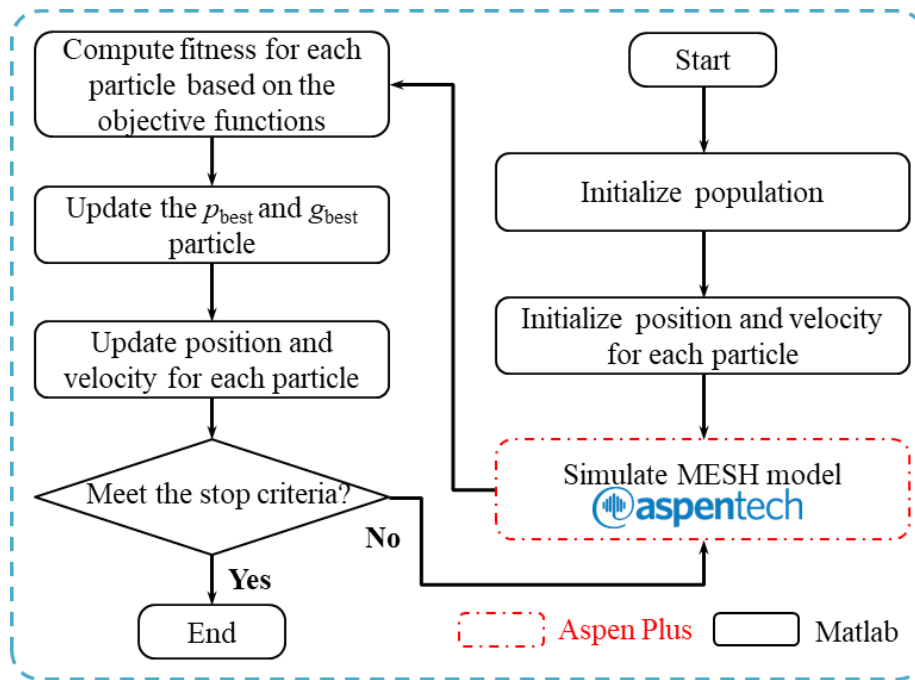 Start
Initialize population
Initialize position and velocity
for each particle
Simulate MESH model
aspentech
Compute fitness for each
particle based on the
objective functions
Update the pbest and gbest
particle
Update position and
velocity for each particle
Meet the stop criteria?
No
Yes
End
Aspen Plus
Matlab